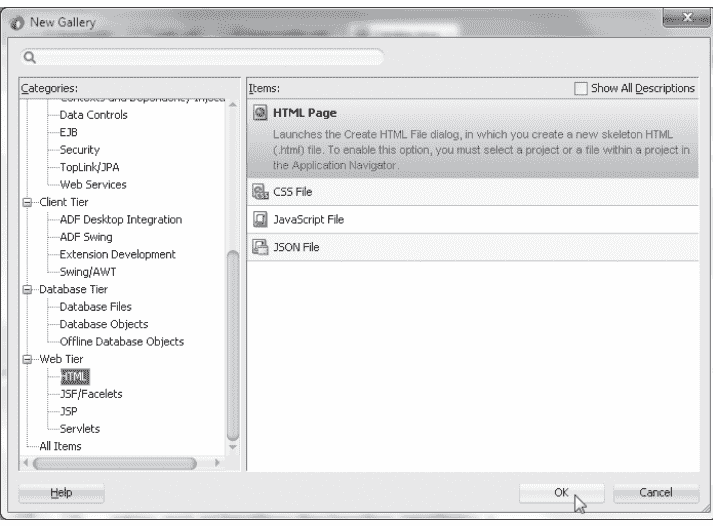 New Gallery
Categories:
Data Controls
EJB
Security
TopLink/JPA
Web Services
Client Tier
ADF Desktop Integration
ADF Swing
Extension Development
Swing/AWT
Database Tier
Database Files
Database Objects
Offline Database Objects
Web Tier
HTML
JSF/Facelets
JSP
Servlets
All Items
Items:
Show All Descriptions
HTML Page
Launches the Create HTML File dialog, in which you create a new skeleton HTML
(.html) file. To enable this option, you must select a project or a file within a project in
the Application Navigator.
CSS File
JavaScript File
JSON File
Help
OK
Cancel